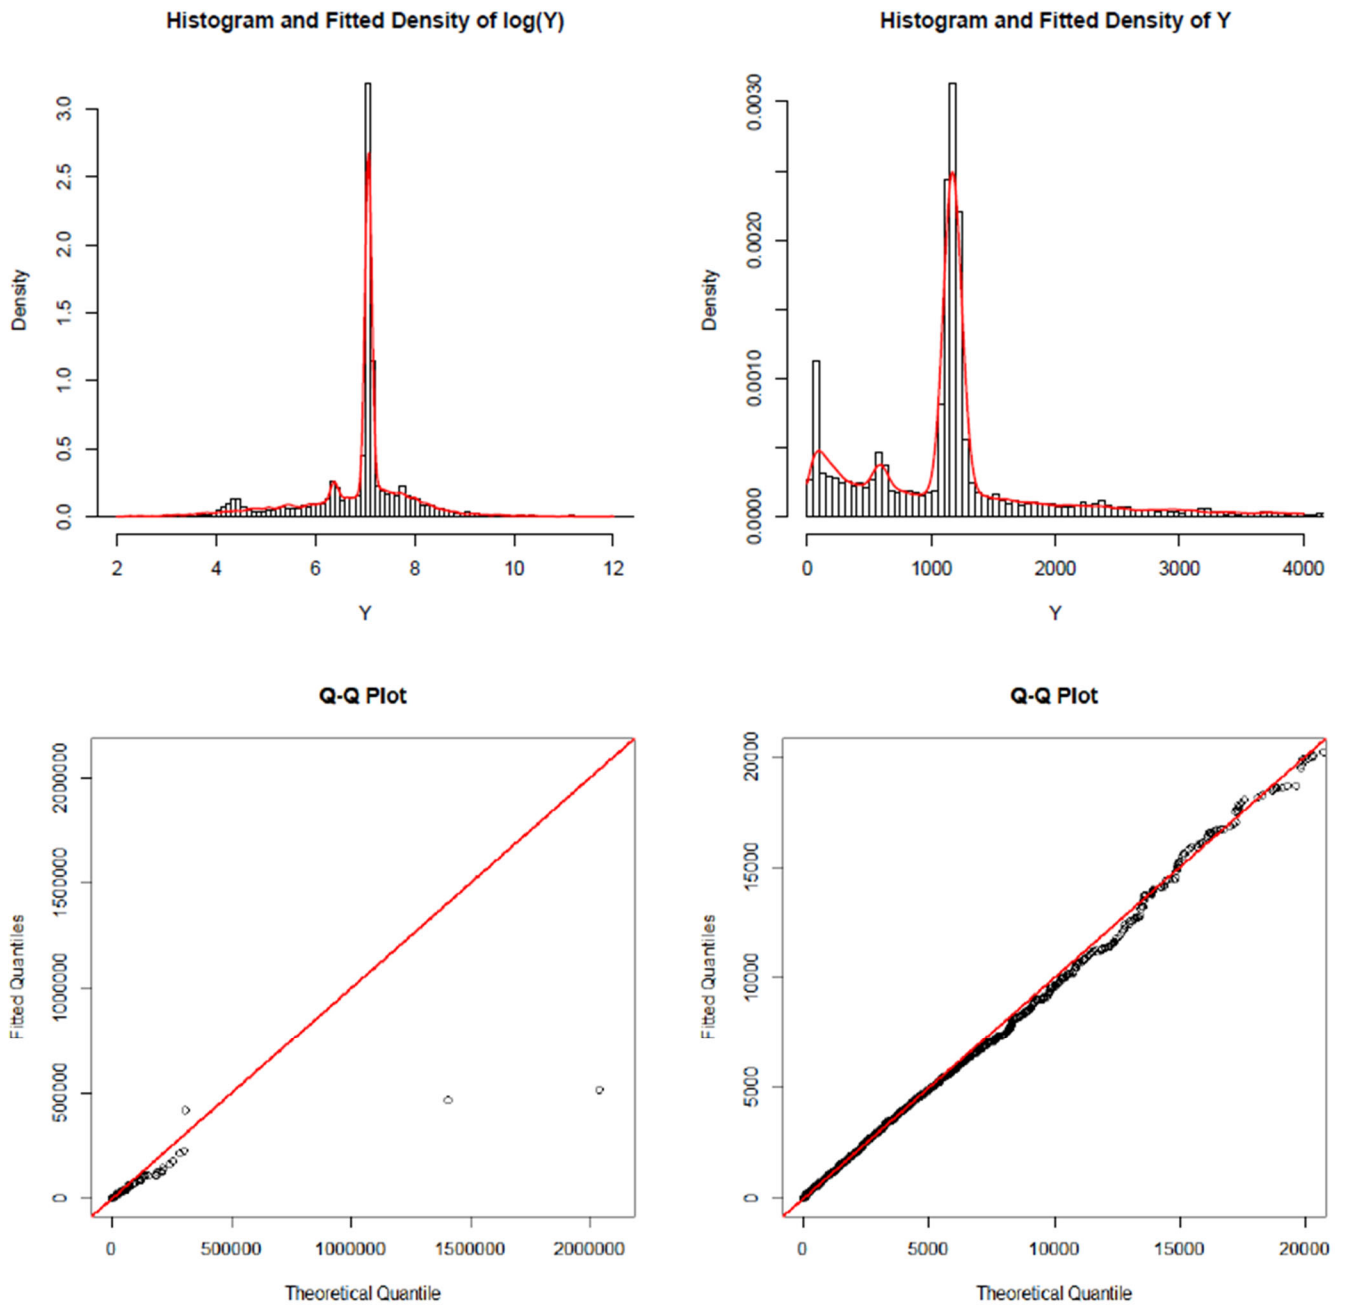 Histogram and Fitted Density of log(Y)
Density
0.0 0.5 1.0 1.5 2.0 2.5 3.0
2 4 6 8 10 12
Y
Histogram and Fitted Density of Y
Density
0.0000 0.0010 0.0020 0.0030
0 1000 2000 3000 4000
Y
Q-Q Plot
Fitted Quantiles
0 500000 1000000 1500000 2000000
0 500000 1000000 1500000 2000000
Theoretical Quantile
Q-Q Plot
Fitted Quantiles
0 5000 10000 15000 20000
0 5000 10000 15000 20000
Theoretical Quantile